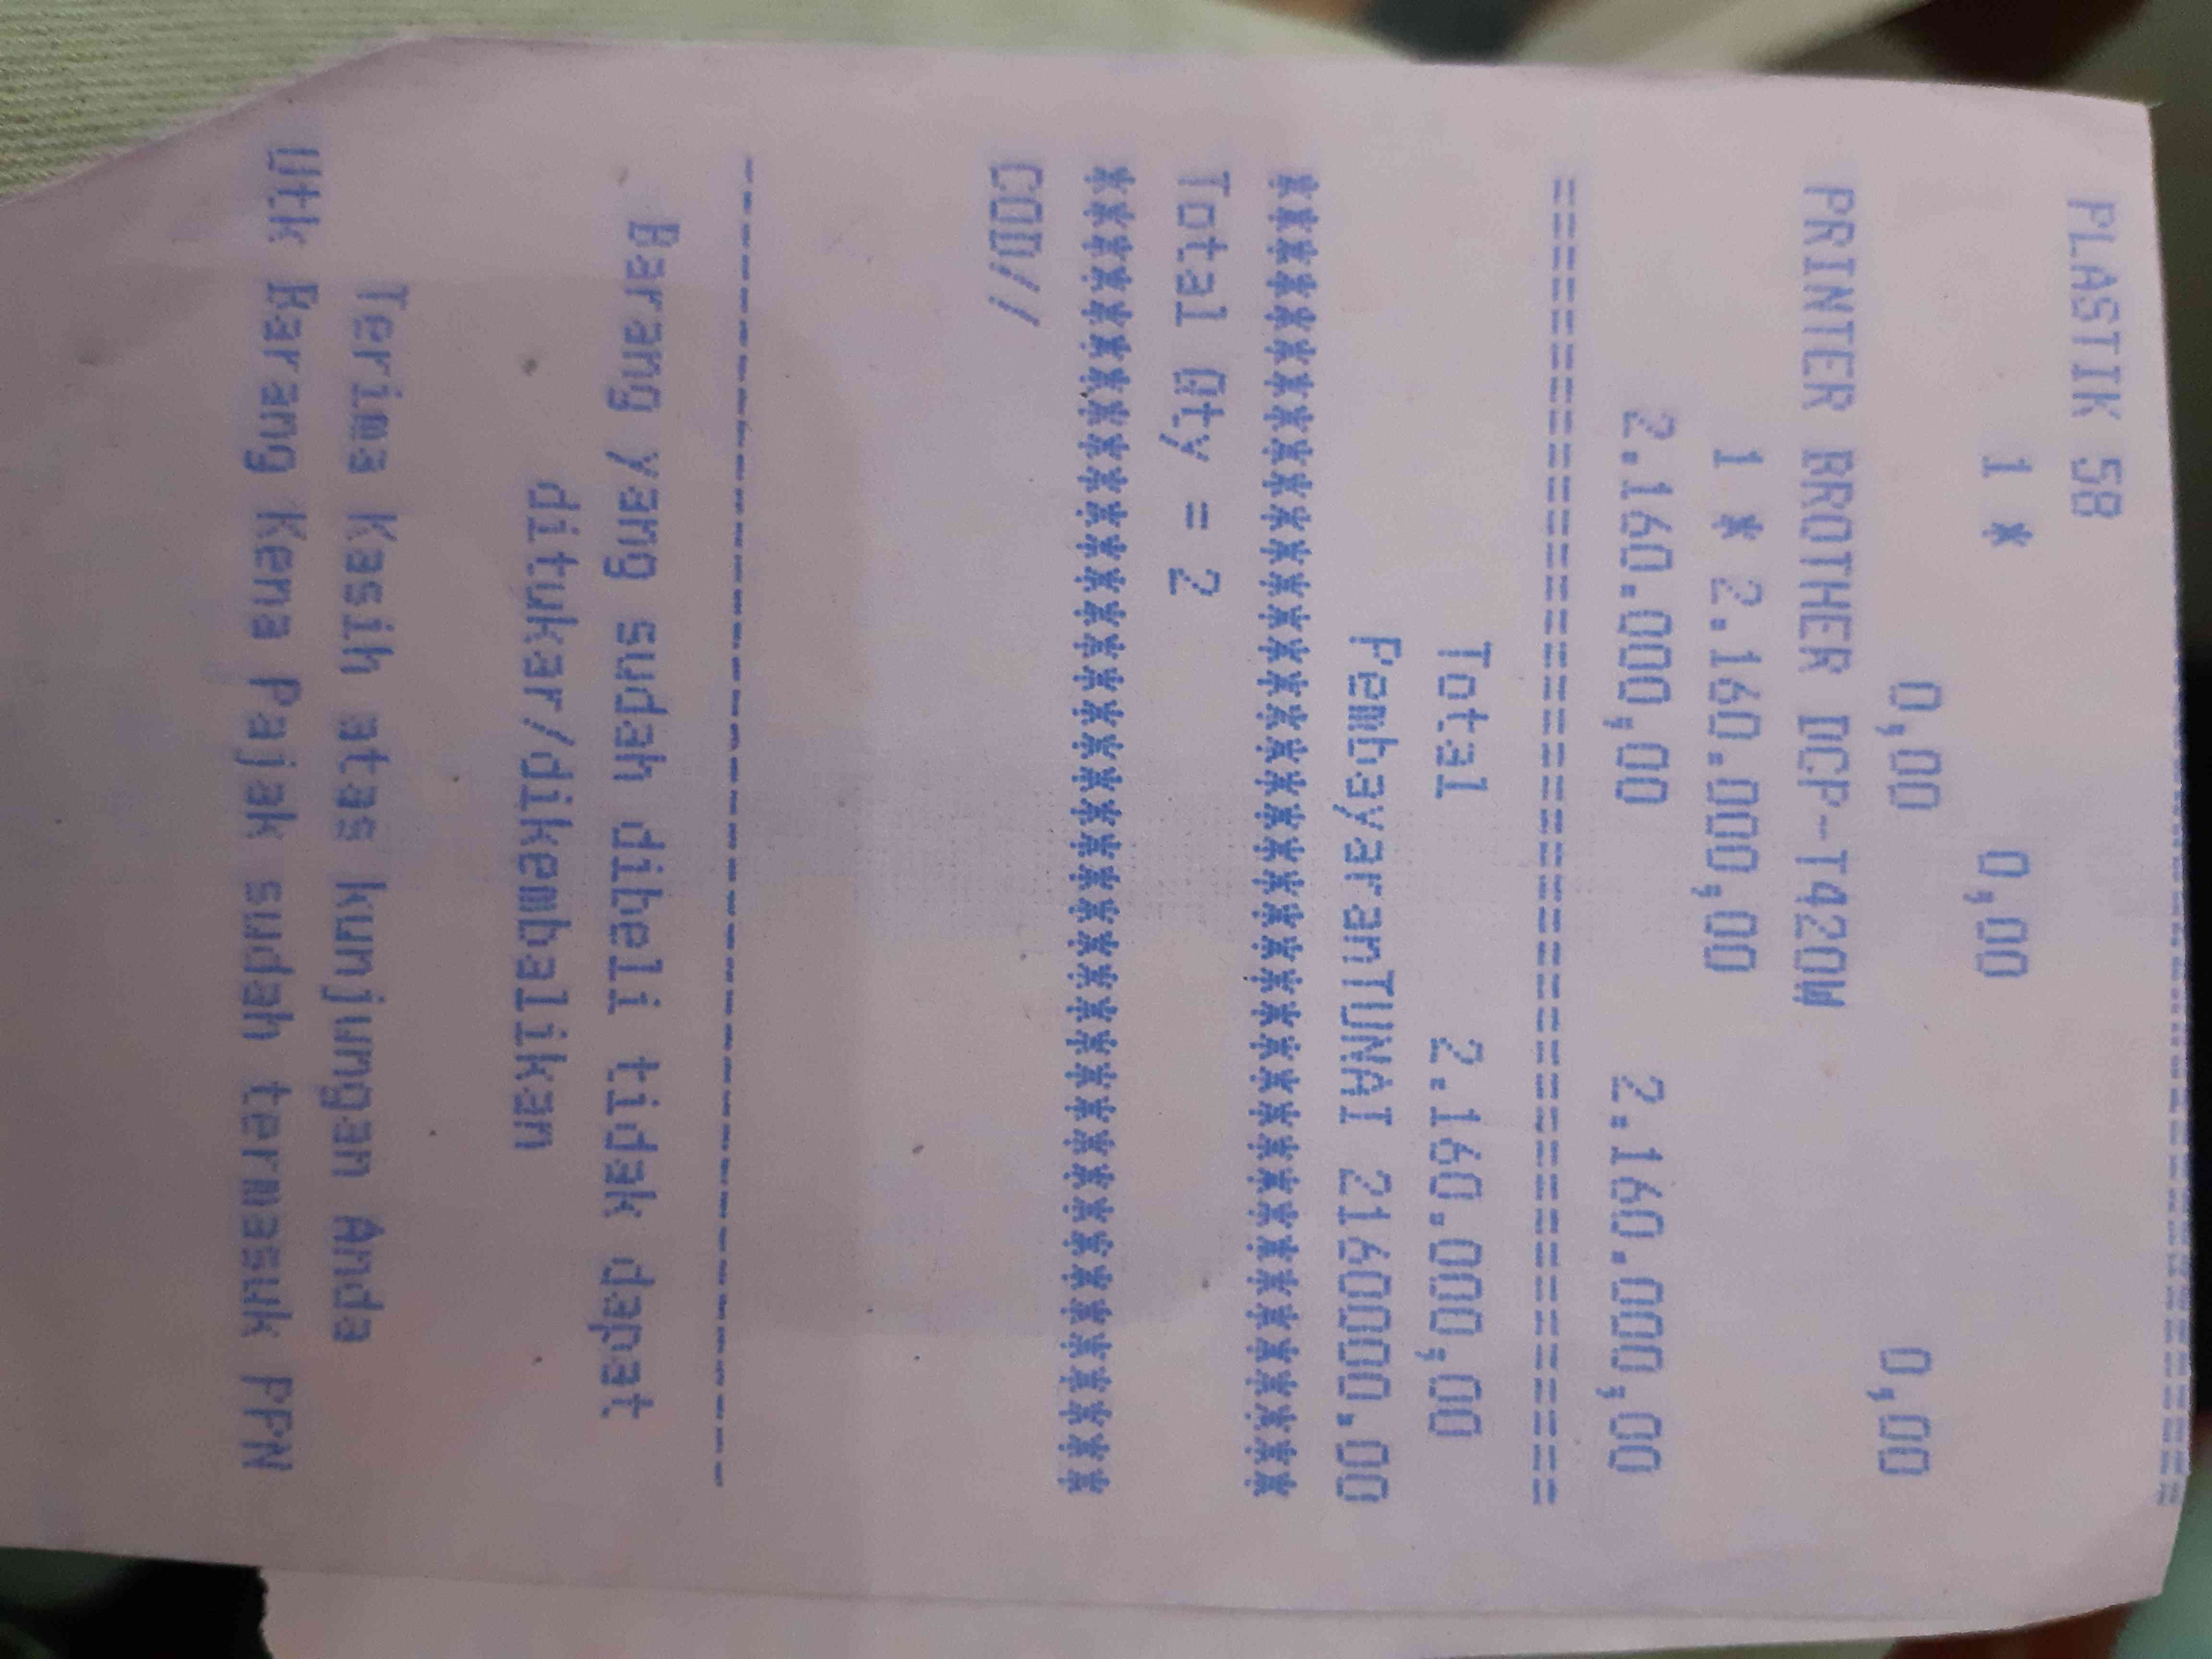 ================================
PLASTIK 58
1 * 0,00
0,00 0,00
PRINTER BROTHER DCP-T420W
1 * 2.160.000,00
2.160.000,00 2.160.000,00
======================================
Total 2.160.000,00
PembayaranTUNAI 2160000.00
**************************************
Total Qty = 2
**************************************
COD//
--------------------------------------
Barang yang sudah dibeli tidak dapat
ditukar/dikembalikan
Terima Kasih atas kunjungan Anda
Utk Barang Kena Pajak sudah termasuk PPN